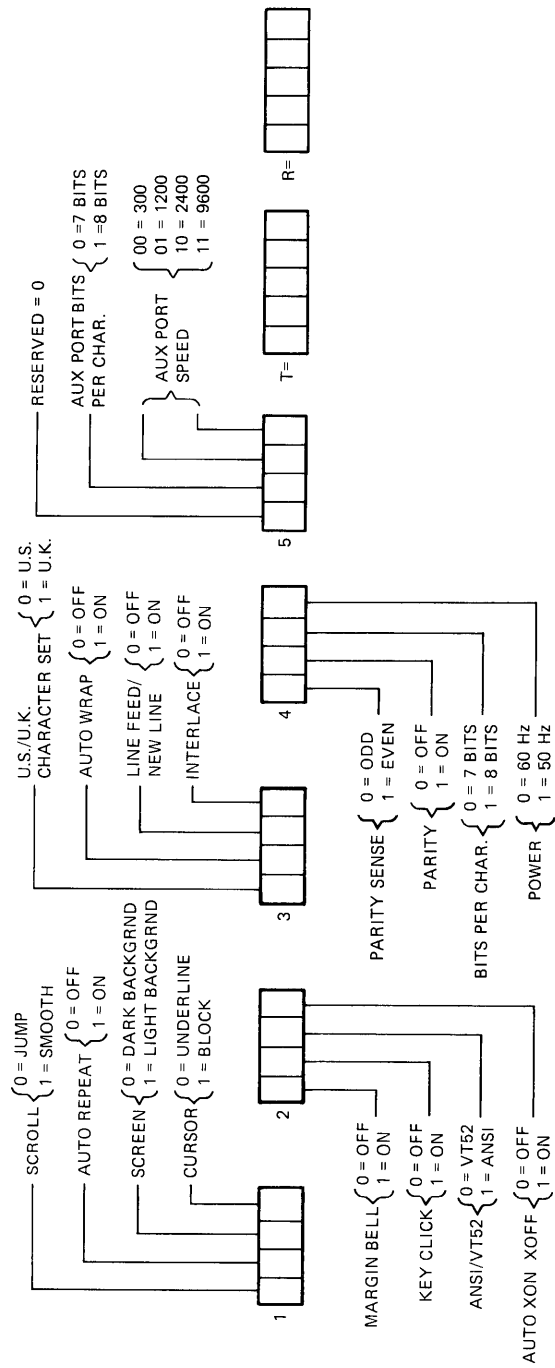 SCROLL { 0 = JUMP
1 = SMOOTH
AUTO REPEAT { 0 = OFF
1 = ON
SCREEN { 0 = DARK BACKGRND
1 = LIGHT BACKGRND
CURSOR { 0 = UNDERLINE
1 = BLOCK
1
MARGIN BELL { 0 = OFF
1 = ON
KEY CLICK { 0 = OFF
1 = ON
ANSI/VT52 { 0 = VT52
1 = ANSI
AUTO XON XOFF { 0 = OFF
1 = ON
2
U.S./U.K.
CHARACTER SET { 0 = U.S.
1 = U.K.
AUTO WRAP { 0 = OFF
1 = ON
LINE FEED/
NEW LINE { 0 = OFF
1 = ON
INTERLACE { 0 = OFF
1 = ON
3
PARITY SENSE { 0 = ODD
1 = EVEN
PARITY { 0 = OFF
1 = ON
BITS PER CHAR. { 0 = 7 BITS
1 = 8 BITS
POWER { 0 = 60 Hz
1 = 50 Hz
4
RESERVED = 0
AUX PORT BITS
PER CHAR. { 0 =7 BITS
1 =8 BITS
AUX PORT
SPEED
00 = 300
01 = 1200
10 = 2400
11 = 9600
5
T=
R=